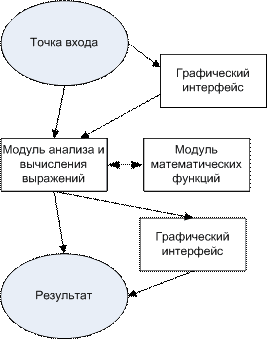 Точка входа
Графический
интерфейс
Модуль анализа и
вычисления
выражений
Модуль
математических
функций
Графический
интерфейс
Результат